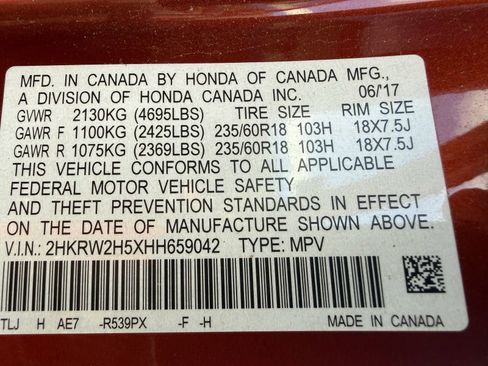 MFD. IN CANADA BY HONDA OF CANADA MFG.,
A DIVISION OF HONDA CANADA INC. 06/17
GVWR 2130KG (4695LBS) TIRE SIZE RIM SIZE
GAWR F 1100KG (2425LBS) 235/60R18 103H 18X7.5J
GAWR R 1075KG (2369LBS) 235/60R18 103H 18X7.5J
THIS VEHICLE CONFORMS TO ALL APPLICABLE
FEDERAL MOTOR VEHICLE SAFETY
AND THEFT PREVENTION STANDARDS IN EFFECT
ON THE DATE OF MANUFACTURE SHOWN ABOVE.
V.I.N.: 2HKRW2H5XHH659042 TYPE: MPV
TLJ H AE7 -R539PX -F -H MADE IN CANADA